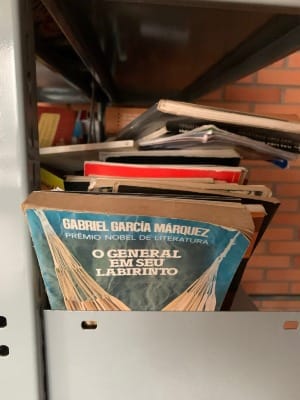 GABRIEL GARCÍA MÁRQUEZ
PRÊMIO NOBEL DE LITERATURA
O GENERAL
EM SEU
LABIRINTO